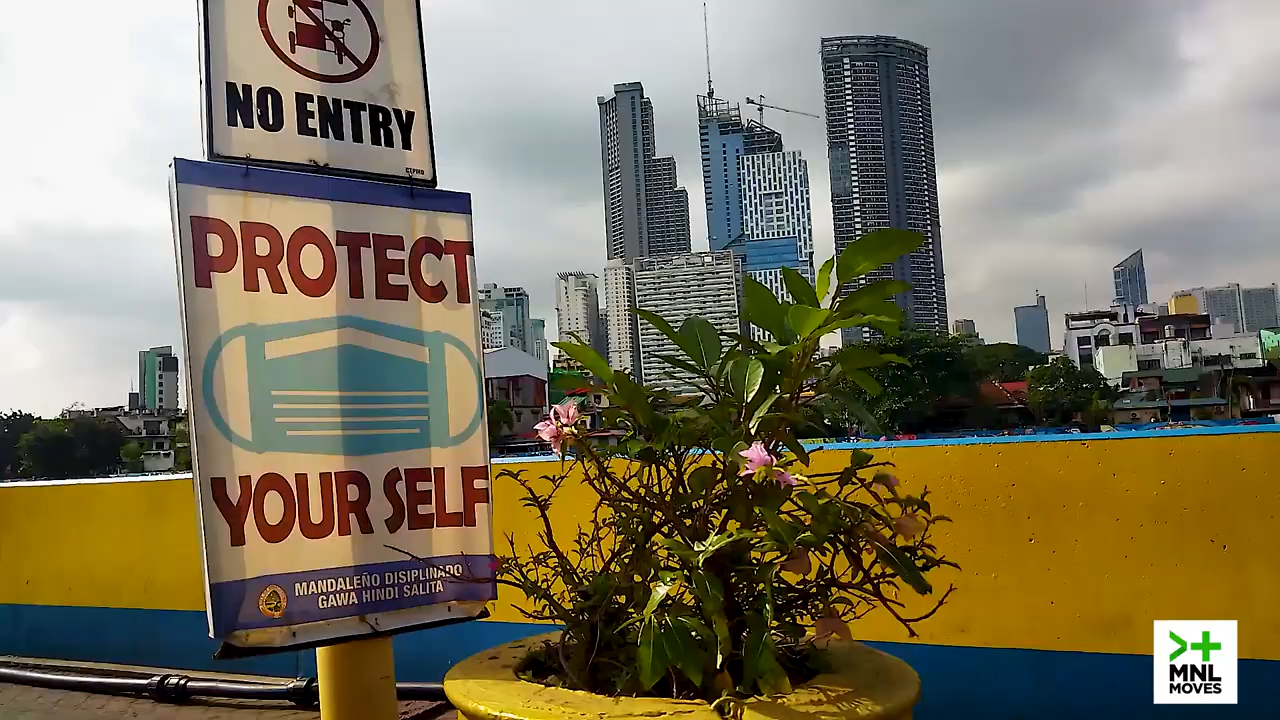 NO ENTRY
PROTECT
YOUR SELF
MANDALEÑO DISIPLINADO
GAWA HINDI SALITA
MNL
MOVES